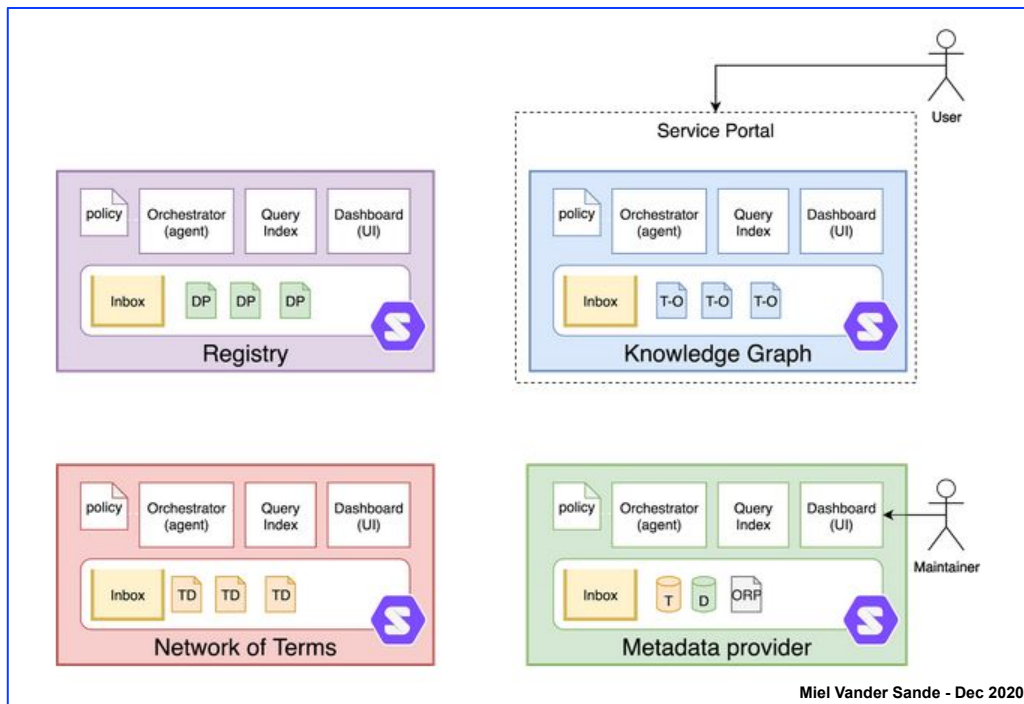 User
Service Portal
policy
Orchestrator
(agent)
Query
Index
Dashboard
(UI)
Inbox
DP
DP
DP
Registry
policy
Orchestrator
(agent)
Query
Index
Dashboard
(UI)
Inbox
T-O
T-O
T-O
Knowledge Graph
policy
Orchestrator
(agent)
Query
Index
Dashboard
(UI)
Inbox
TD
TD
TD
Network of Terms
policy
Orchestrator
(agent)
Query
Index
Dashboard
(UI)
Inbox
T
D
ORP
Metadata provider
Maintainer
Miel Vander Sande - Dec 2020